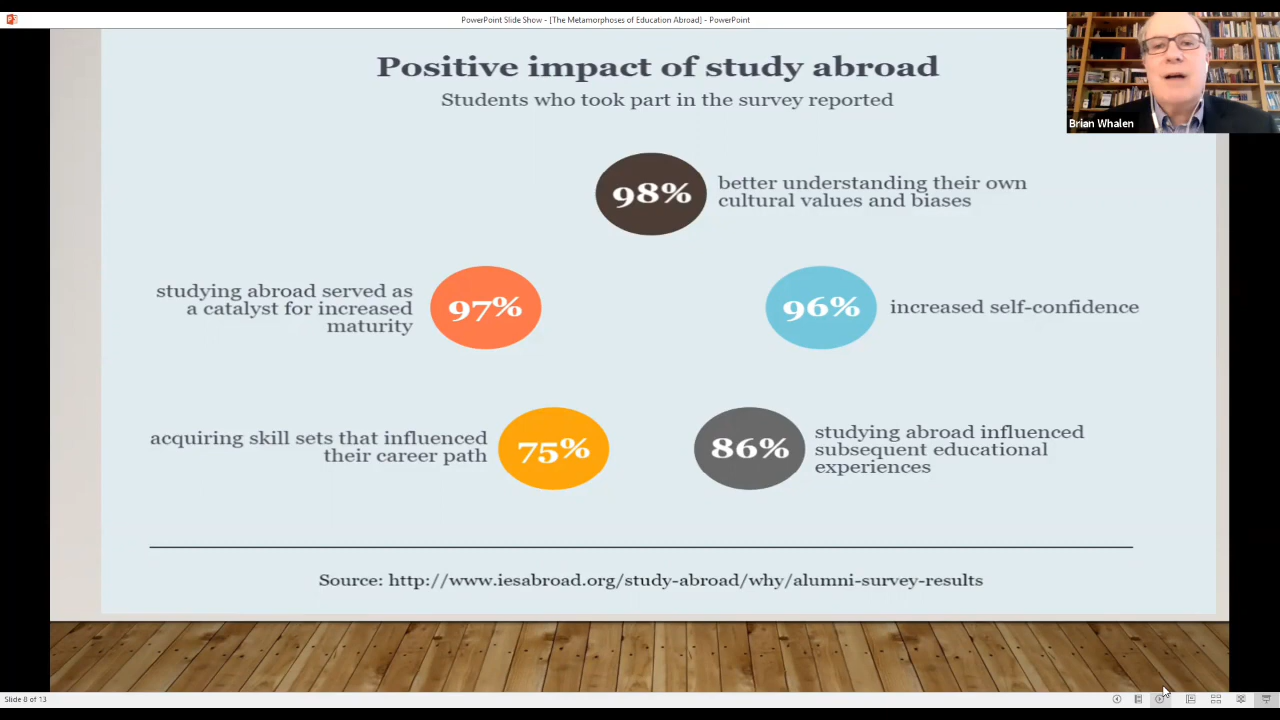 PowerPoint Slide Show - [The Metamorphoses of Education Abroad] - PowerPoint
Positive impact of study abroad
Students who took part in the survey reported
Brian Whalen
98%
better understanding their own
cultural values and biases
studying abroad served as
a catalyst for increased
maturity
97%
96%
increased self-confidence
acquiring skill sets that influenced
their career path
75%
86%
studying abroad influenced
subsequent educational
experiences
Source: http://www.iesabroad.org/study-abroad/why/alumni-survey-results
Slide 8 of 13